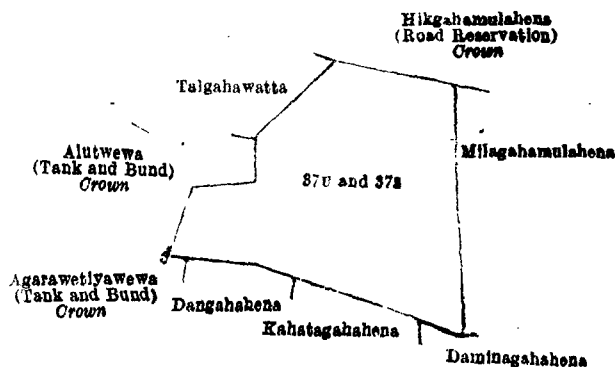 Hikgahamulahena
(Road Reservation)
Crown
Talgahawatta
Alutwewa
(Tank and Bund)
Crown
Milagahamulahena
37U and
Agarawetiyawewa
(Tank and Bund)
Crown
Dangahahena
Kahatagahahena
Daminagahahena